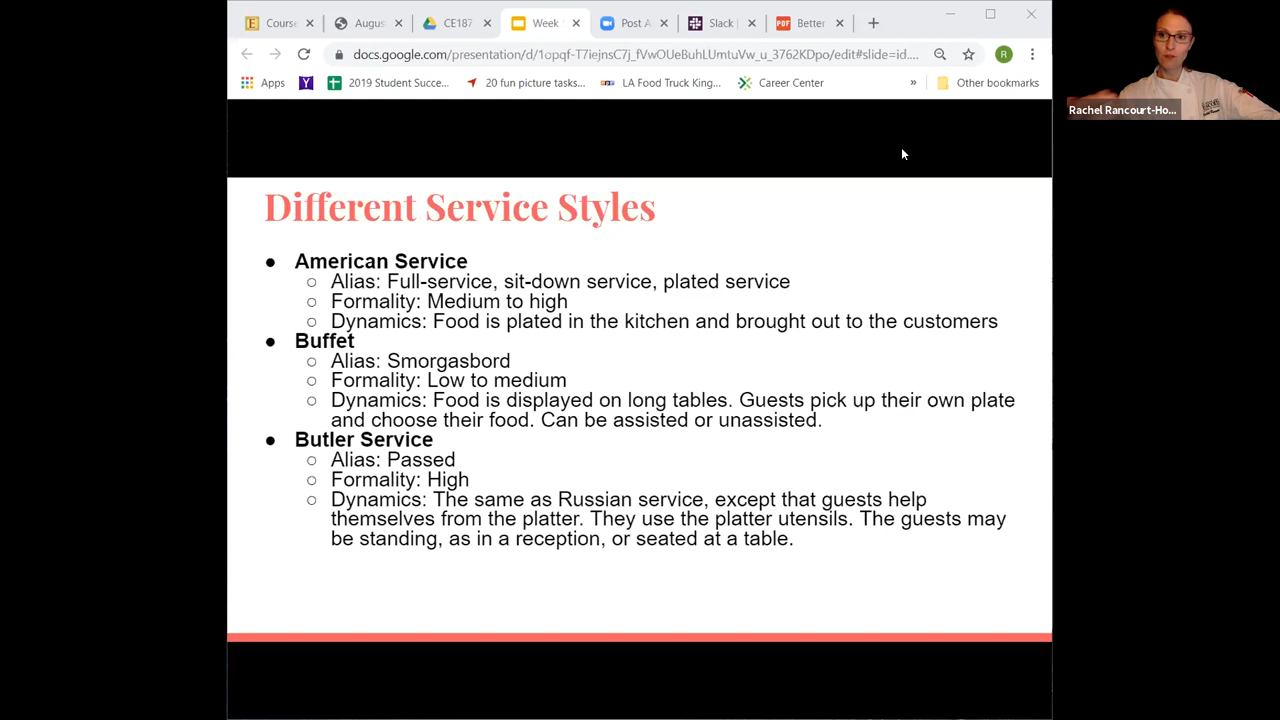 Course
Augus
CE187
Week
Post A
Slack
Better
docs.google.com/presentation/d/1opqf-T7iejnsC7j_fVwOUeBuhLUmtuVw_u_3762KDpo/edit#slide=id....
R
Apps
2019 Student Succe...
20 fun picture tasks...
LA Food Truck King...
Career Center
»
Other bookmarks
Rachel Rancourt-Ho...
Different Service Styles
● American Service
○ Alias: Full-service, sit-down service, plated service
○ Formality: Medium to high
○ Dynamics: Food is plated in the kitchen and brought out to the customers
● Buffet
○ Alias: Smorgasbord
○ Formality: Low to medium
○ Dynamics: Food is displayed on long tables. Guests pick up their own plate
and choose their food. Can be assisted or unassisted.
● Butler Service
○ Alias: Passed
○ Formality: High
○ Dynamics: The same as Russian service, except that guests help
themselves from the platter. They use the platter utensils. The guests may
be standing, as in a reception, or seated at a table.